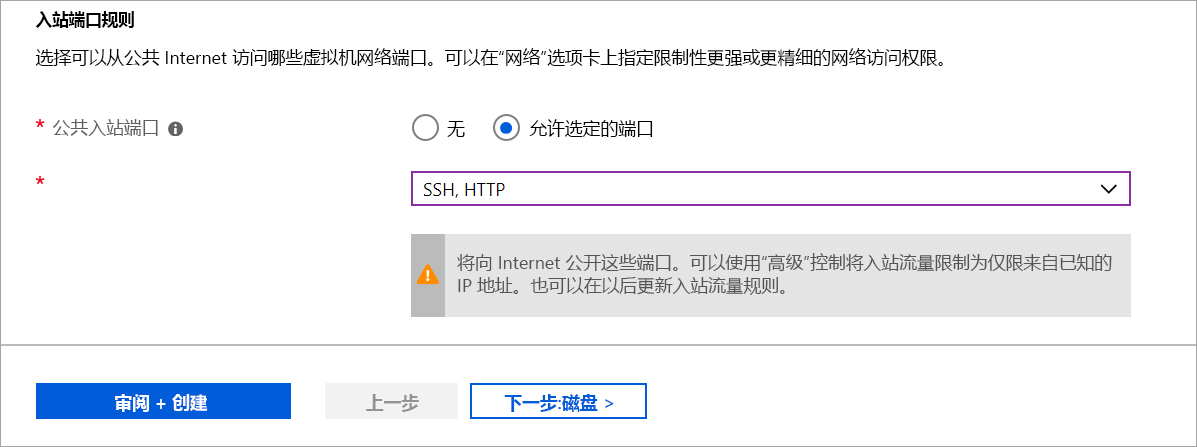 入站端口规则
选择可以从公共 Internet 访问哪些虚拟机网络端口。可以在“网络”选项卡上指定限制性更强或更精细的网络访问权限。
* 公共入站端口 无 允许选定的端口
* SSH, HTTP
将向 Internet 公开这些端口。可以使用“高级”控制将入站流量限制为仅限来自已知的
IP 地址。也可以在以后更新入站流量规则。
审阅 + 创建 上一步 下一步:磁盘 >